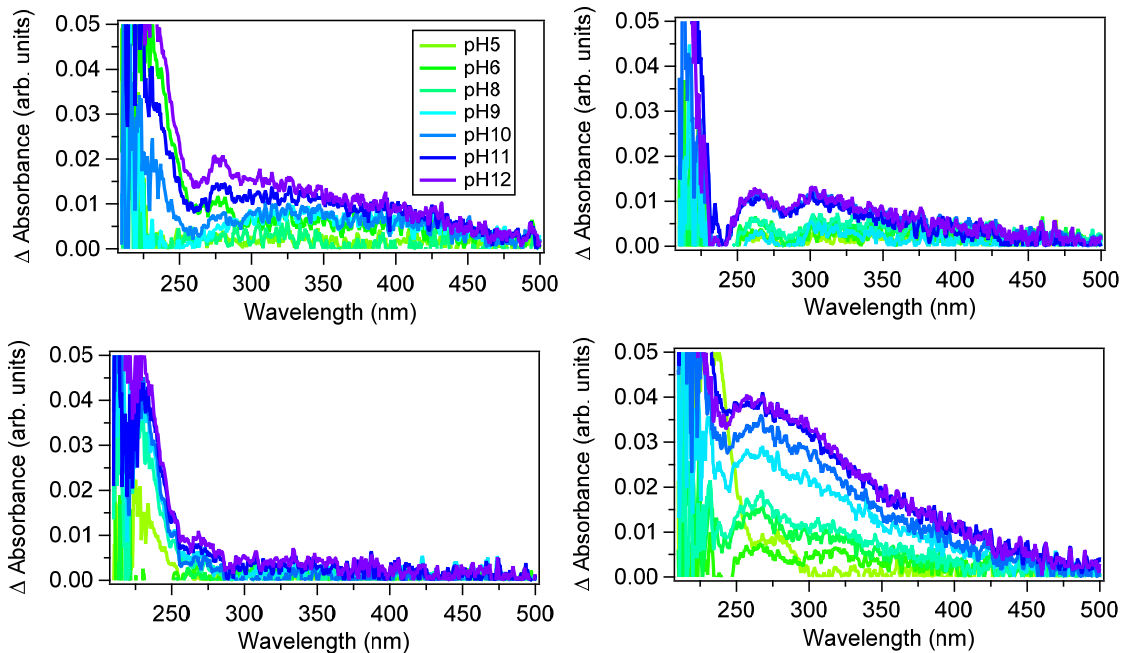 Δ Absorbance (arb. units)
0.05
0.04
0.03
0.02
0.01
0.00
250 300 350 400 450 500
Wavelength (nm)
pH5
pH6
pH8
pH9
pH10
pH11
pH12
Δ Absorbance (arb. units)
0.05
0.04
0.03
0.02
0.01
0.00
250 300 350 400 450 500
Wavelength (nm)
Δ Absorbance (arb. units)
0.05
0.04
0.03
0.02
0.01
0.00
250 300 350 400 450 500
Wavelength (nm)
Δ Absorbance (arb. units)
0.05
0.04
0.03
0.02
0.01
0.00
250 300 350 400 450 500
Wavelength (nm)